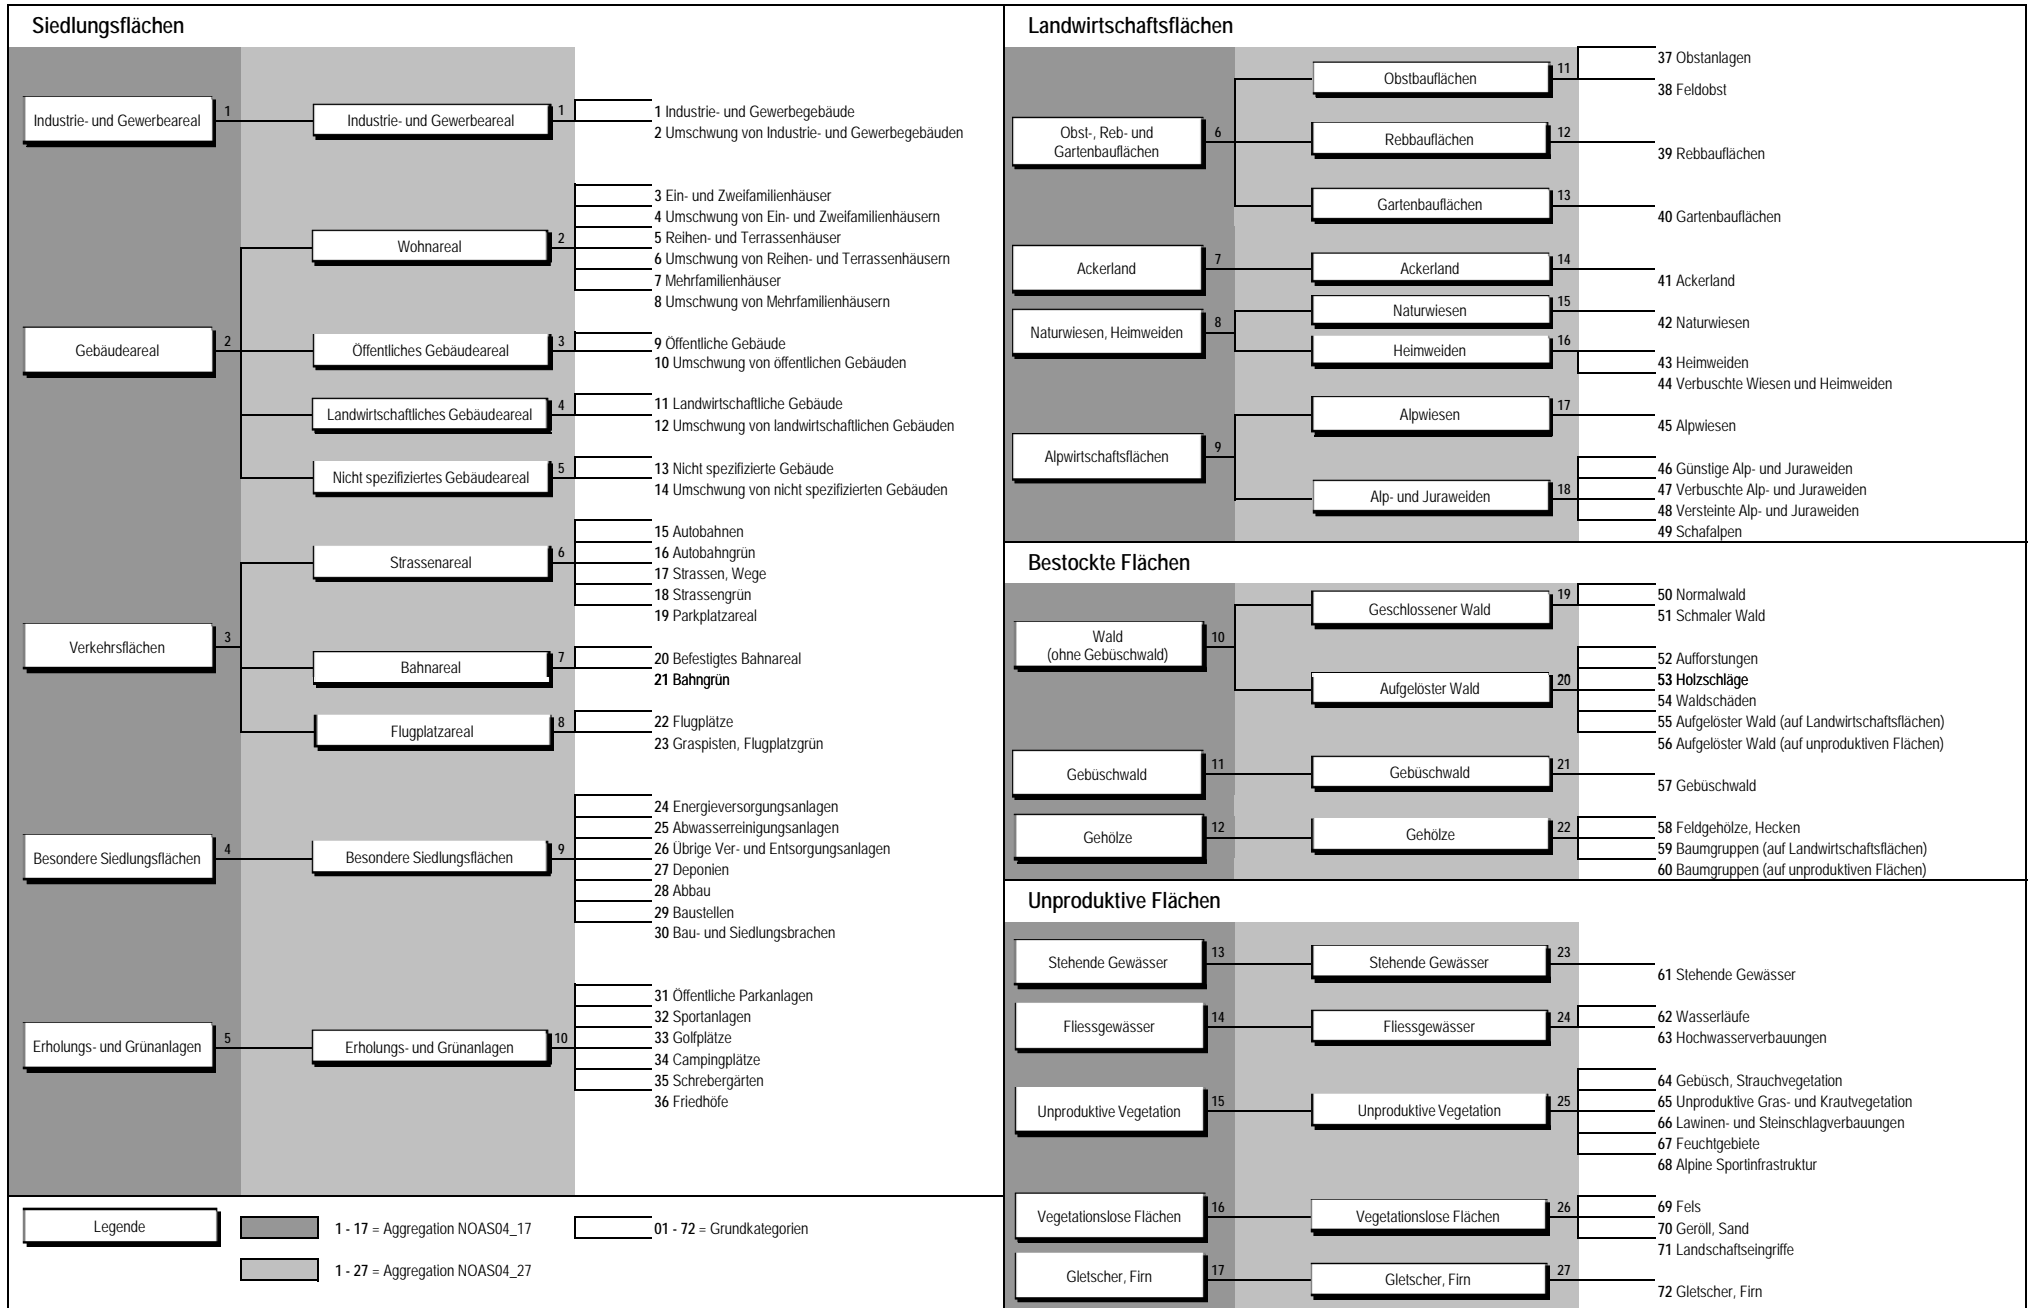 Siedlungsflächen
Industrie- und Gewerbeareal
1
Industrie- und Gewerbeareal
1
1 Industrie- und Gewerbegebäude
2 Umschwung von Industrie- und Gewerbegebäuden
Gebäudeareal
2
Wohnareal
2
3 Ein- und Zweifamilienhäuser
4 Umschwung von Ein- und Zweifamilienhäusern
5 Reihen- und Terrassenhäuser
6 Umschwung von Reihen- und Terrassenhäusern
7 Mehrfamilienhäuser
8 Umschwung von Mehrfamilienhäusern
Öffentliches Gebäudeareal
3
9 Öffentliche Gebäude
10 Umschwung von öffentlichen Gebäuden
Landwirtschaftliches Gebäudeareal
4
11 Landwirtschaftliche Gebäude
12 Umschwung von landwirtschaftlichen Gebäuden
Nicht spezifiziertes Gebäudeareal
5
13 Nicht spezifizierte Gebäude
14 Umschwung von nicht spezifizierten Gebäuden
Verkehrsflächen
3
Strassenareal
6
15 Autobahnen
16 Autobahngrün
17 Strassen, Wege
18 Strassengrün
19 Parkplatzareal
Bahnareal
7
20 Befestigtes Bahnareal
21 Bahngrün
Flugplatzareal
8
22 Flugplätze
23 Graspisten, Flugplatzgrün
Besondere Siedlungsflächen
4
Besondere Siedlungsflächen
9
24 Energieversorgungsanlagen
25 Abwasserreinigungsanlagen
26 Übrige Ver- und Entsorgungsanlagen
27 Deponien
28 Abbau
29 Baustellen
30 Bau- und Siedlungsbrachen
Erholungs- und Grünanlagen
5
Erholungs- und Grünanlagen
10
31 Öffentliche Parkanlagen
32 Sportanlagen
33 Golfplätze
34 Campingplätze
35 Schrebergärten
36 Friedhöfe
Legende
1 - 17 = Aggregation NOAS04_17
1 - 27 = Aggregation NOAS04_27
01 - 72 = Grundkategorien
Landwirtschaftsflächen
Obst-, Reb- und
Gartenbauflächen
6
Obstbauflächen
11
37 Obstanlagen
38 Feldobst
Rebbauflächen
12
39 Rebbauflächen
Gartenbauflächen
13
40 Gartenbauflächen
Ackerland
7
Ackerland
14
41 Ackerland
Naturwiesen, Heimweiden
8
Naturwiesen
15
42 Naturwiesen
Heimweiden
16
43 Heimweiden
44 Verbuschte Wiesen und Heimweiden
Alpwirtschaftsflächen
9
Alpwiesen
17
45 Alpwiesen
Alp- und Juraweiden
18
46 Günstige Alp- und Juraweiden
47 Verbuschte Alp- und Juraweiden
48 Versteinte Alp- und Juraweiden
49 Schafalpen
Bestockte Flächen
Wald
(ohne Gebüschwald)
10
Geschlossener Wald
19
50 Normalwald
51 Schmaler Wald
Aufgelöster Wald
20
52 Aufforstungen
53 Holzschläge
54 Waldschäden
55 Aufgelöster Wald (auf Landwirtschaftsflächen)
56 Aufgelöster Wald (auf unproduktiven Flächen)
Gebüschwald
11
Gebüschwald
21
57 Gebüschwald
Gehölze
12
Gehölze
22
58 Feldgehölze, Hecken
59 Baumgruppen (auf Landwirtschaftsflächen)
60 Baumgruppen (auf unproduktiven Flächen)
Unproduktive Flächen
Stehende Gewässer
13
Stehende Gewässer
23
61 Stehende Gewässer
Fliessgewässer
14
Fliessgewässer
24
62 Wasserläufe
63 Hochwasserverbauungen
Unproduktive Vegetation
15
Unproduktive Vegetation
25
64 Gebüsch, Strauchvegetation
65 Unproduktive Gras- und Krautvegetation
66 Lawinen- und Steinschlagverbauungen
67 Feuchtgebiete
68 Alpine Sportinfrastruktur
Vegetationslose Flächen
16
Vegetationslose Flächen
26
69 Fels
70 Geröll, Sand
71 Landschaftseingriffe
Gletscher, Firn
17
Gletscher, Firn
27
72 Gletscher, Firn